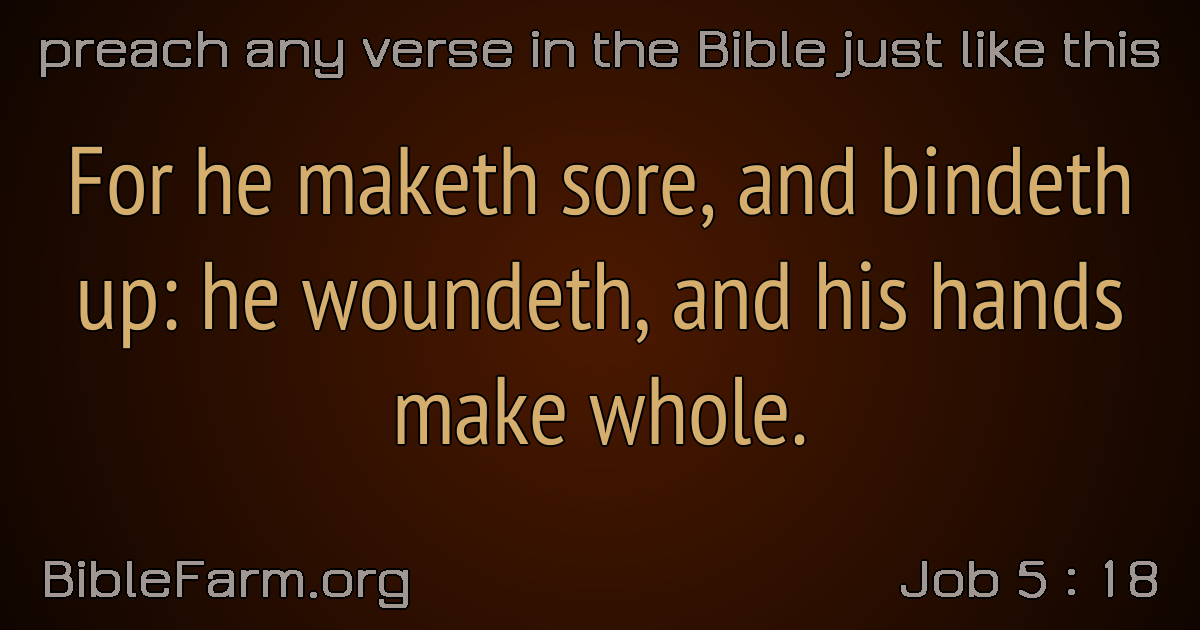 preach any verse in the Bible just like this
For he maketh sore, and bindeth
up: he woundeth, and his hands
make whole.
BibleFarm.org
Job 5 : 18